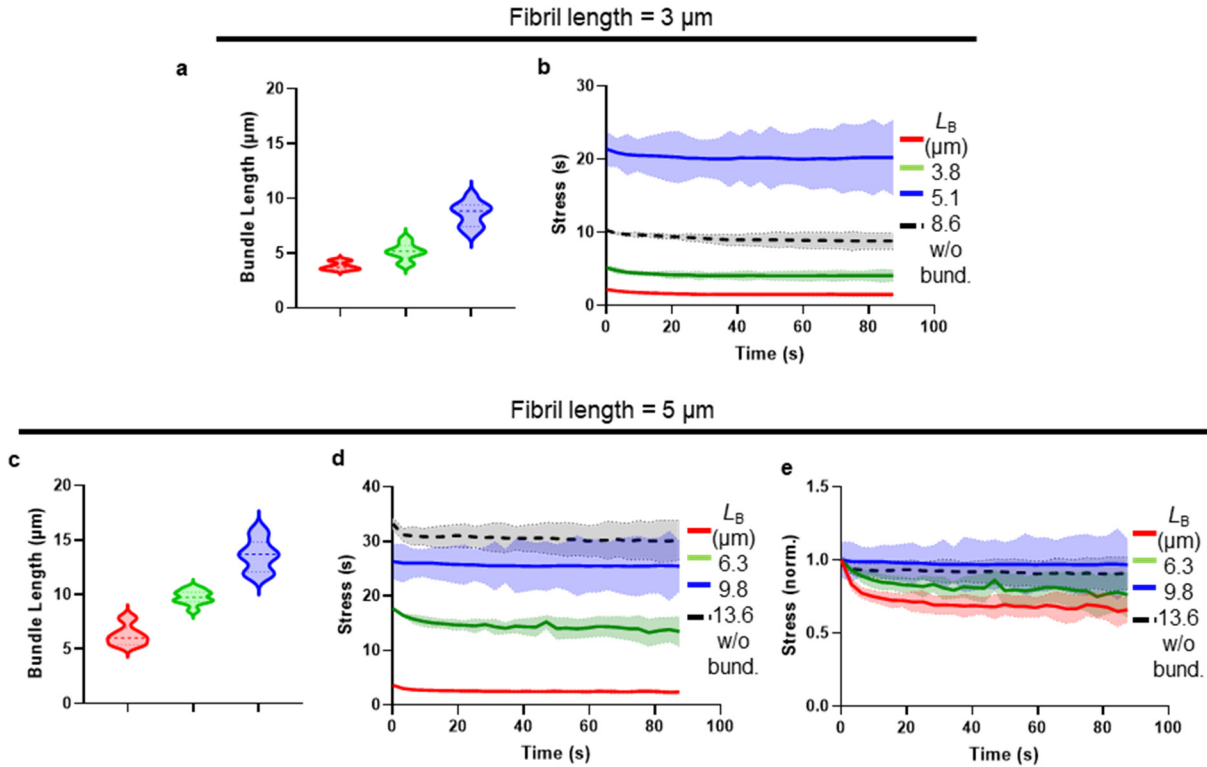 Fibril length = 3 µm
a
Bundle Length (µm)
20
15
10
5
0
b
Stress (s)
30
20
10
0
0 20 40 60 80 100
Time (s)
L_B
(µm)
3.8
5.1
8.6
w/o
bund.
Fibril length = 5 µm
c
Bundle Length (µm)
20
15
10
5
0
d
Stress (s)
40
30
20
10
0
0 20 40 60 80 100
Time (s)
L_B
(µm)
6.3
9.8
13.6
w/o
bund.
e
Stress (norm.)
1.5
1.0
0.5
0.0
0 20 40 60 80 100
Time (s)
L_B
(µm)
6.3
9.8
13.6
w/o
bund.